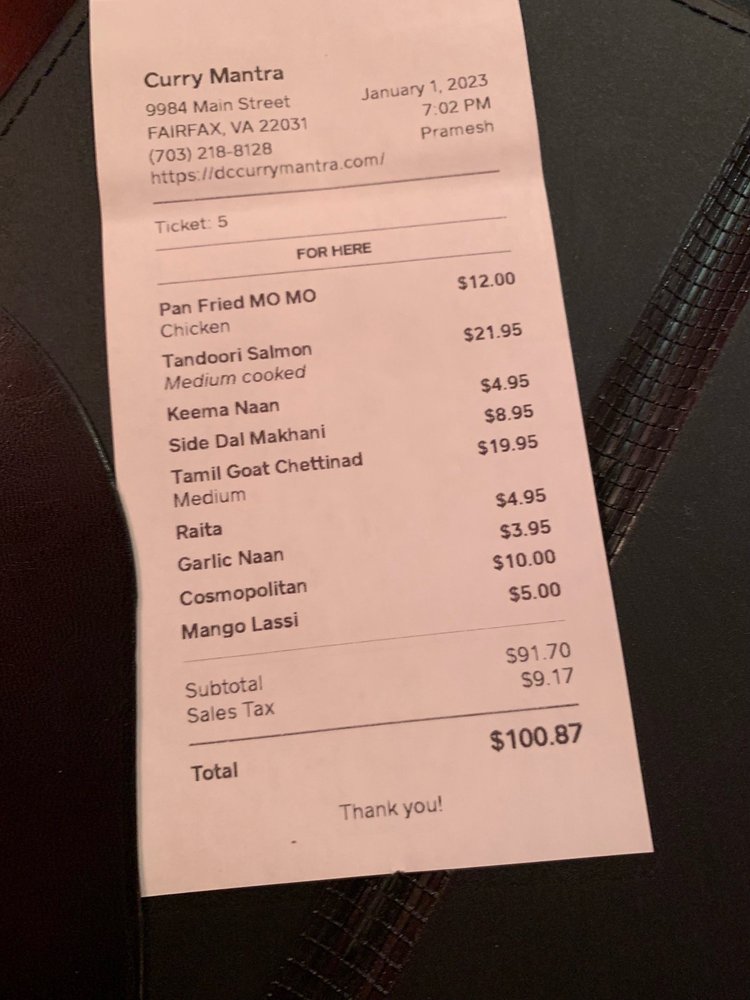 Curry Mantra
9984 Main Street
FAIRFAX, VA 22031
(703) 218-8128
https://dccurrymantra.com/
January 1, 2023
7:02 PM
Pramesh
Ticket: 5
FOR HERE
Pan Fried MO MO $12.00
Chicken
Tandoori Salmon $21.95
Medium cooked
Keema Naan $4.95
Side Dal Makhani $8.95
Tamil Goat Chettinad $19.95
Medium
Raita $4.95
Garlic Naan $3.95
Cosmopolitan $10.00
Mango Lassi $5.00
Subtotal $91.70
Sales Tax $9.17
Total $100.87
Thank you!